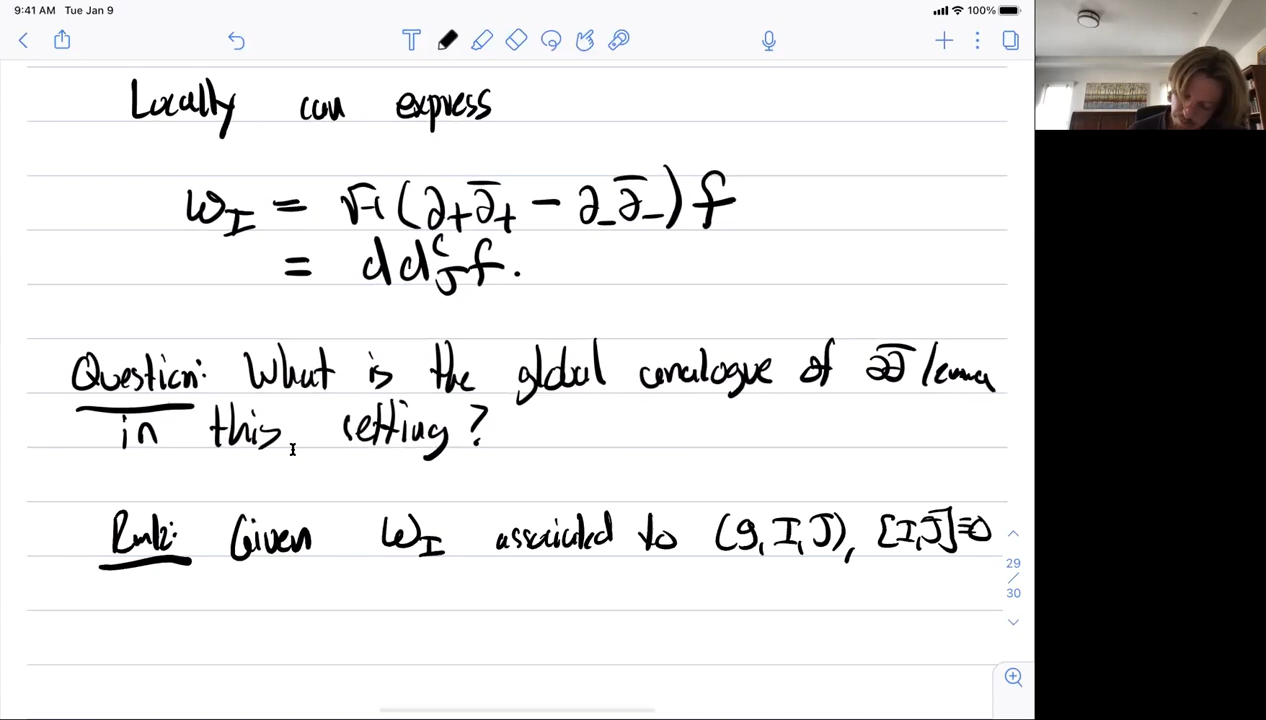 9:41 AM Tue Jan 9
100%
Locally can express
ω_I = √-1 (∂₊∂̄₊ − ∂₋∂̄₋) f
= d d^c_J f.
Question: What is the global analogue of ∂∂̄ lemma
in this setting?
Rmk: Given ω_I associated to (g, I, J), [I, J] ≡ 0
29
/
30